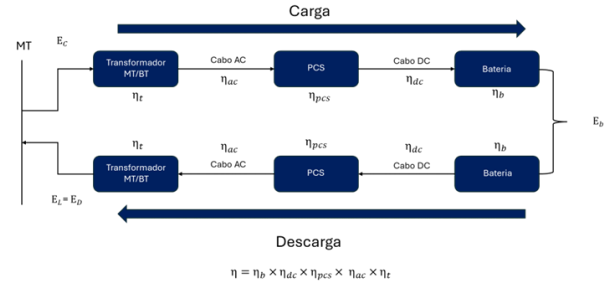 Carga
MT
E_C
Transformador
MT/BT
Cabo AC
PCS
Cabo DC
Bateria
η_t
η_ac
η_pcs
η_dc
η_b
E_b
η_t
η_ac
η_pcs
η_dc
η_b
Transformador
MT/BT
Cabo AC
PCS
Cabo DC
Bateria
E_L= E_D
Descarga
η = η_b × η_dc × η_pcs × η_ac × η_t